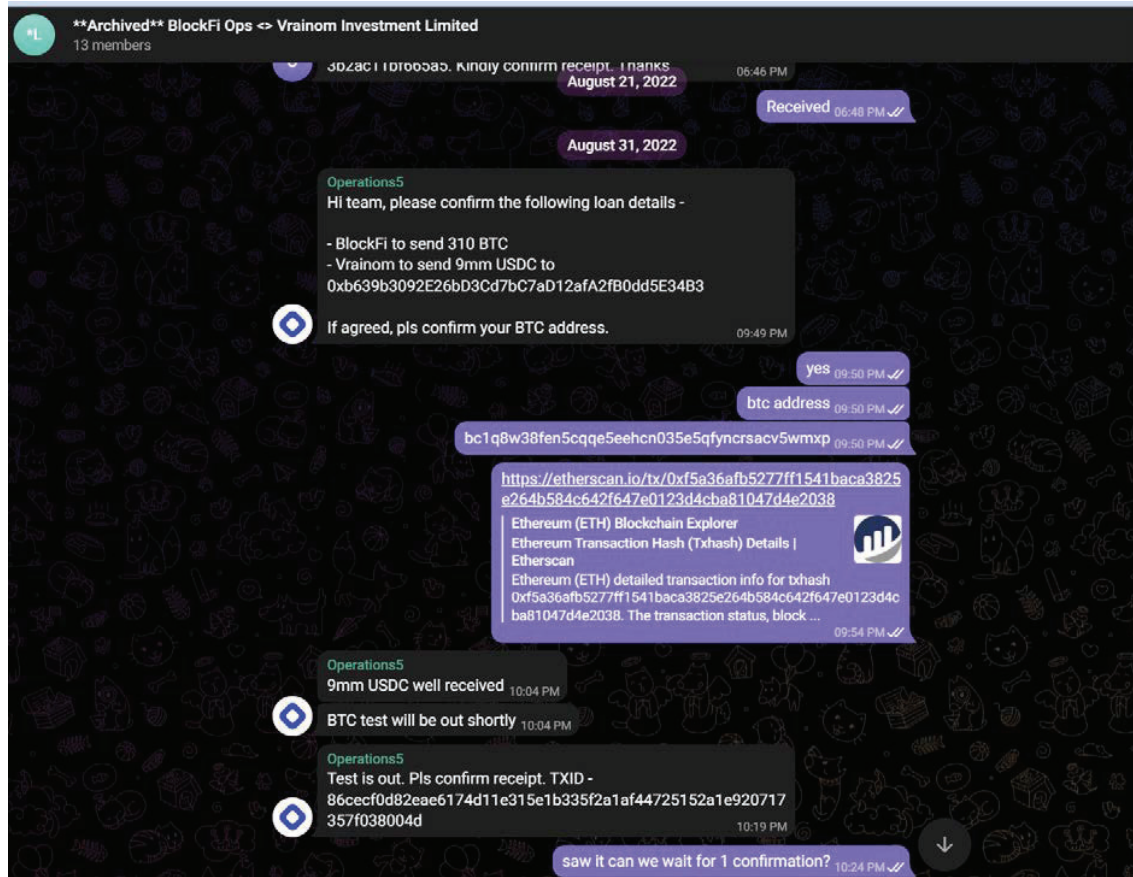 *L
**Archived** BlockFi Ops <> Vrainom Investment Limited
13 members
3b2ac11bf665a5. Kindly confirm receipt. Thanks
06:46 PM
August 21, 2022
Received 06:48 PM
August 31, 2022
Operations5
Hi team, please confirm the following loan details -
- BlockFi to send 310 BTC
- Vrainom to send 9mm USDC to
0xb639b3092E26bD3Cd7bC7aD12afA2fB0dd5E34B3
If agreed, pls confirm your BTC address.
09:49 PM
yes 09:50 PM
btc address 09:50 PM
bc1q8w38fen5cqqe5eehcn035e5qfyncrsacv5wmxp 09:50 PM
https://etherscan.io/tx/0xf5a36afb5277ff1541baca3825
e264b584c642f647e0123d4cba81047d4e2038
Ethereum (ETH) Blockchain Explorer
Ethereum Transaction Hash (Txhash) Details |
Etherscan
Ethereum (ETH) detailed transaction info for txhash
0xf5a36afb5277ff1541baca3825e264b584c642f647e0123d4c
ba81047d4e2038. The transaction status, block ...
09:54 PM
Operations5
9mm USDC well received 10:04 PM
BTC test will be out shortly 10:04 PM
Operations5
Test is out. Pls confirm receipt. TXID -
86cecf0d82eae6174d11e315e1b335f2a1af44725152a1e920717
357f038004d
10:19 PM
saw it can we wait for 1 confirmation? 10:24 PM